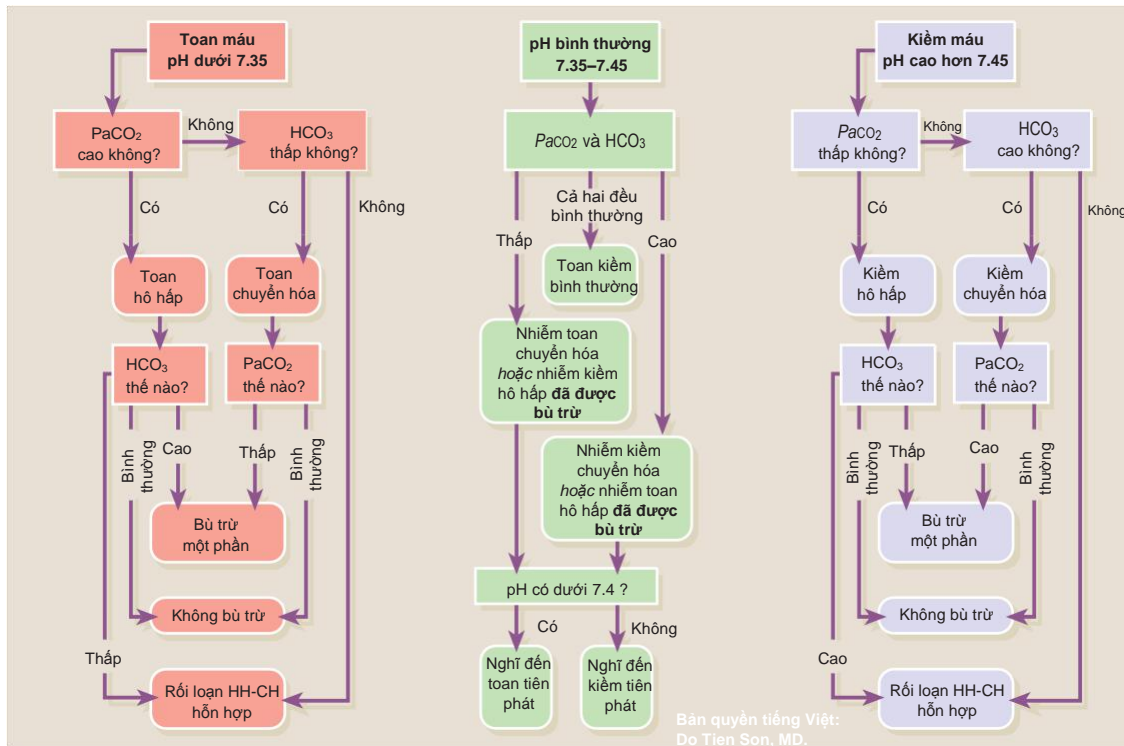 Toan máu
pH dưới 7.35
PaCO2
cao không?
Không
HCO3
thấp không?
Có
Có
Không
Toan
hô hấp
Toan
chuyển hóa
HCO3
thế nào?
PaCO2
thế nào?
Bình
thường
Cao
Thấp
Bình
thường
Bù trừ
một phần
Không bù trừ
Thấp
Rối loạn HH-CH
hỗn hợp
pH bình thường
7.35–7.45
PaCO2 và HCO3
Cả hai đều
bình thường
Thấp
Cao
Toan kiềm
bình thường
Nhiễm toan
chuyển hóa
hoặc nhiễm kiềm
hô hấp đã được
bù trừ
Nhiễm kiềm
chuyển hóa
hoặc nhiễm toan
hô hấp đã được
bù trừ
pH có dưới 7.4 ?
Có
Không
Nghĩ đến
toan tiên
phát
Nghĩ đến
kiềm tiên
phát
Kiềm máu
pH cao hơn 7.45
PaCO2
thấp không?
Không
HCO3
cao không?
Có
Có
Không
Kiềm
hô hấp
Kiềm
chuyển hóa
HCO3
thế nào?
PaCO2
thế nào?
Bình
thường
Thấp
Cao
Bình
thường
Bù trừ
một phần
Không bù trừ
Cao
Rối loạn HH-CH
hỗn hợp
Bản quyền tiếng Việt:
Do Tien Son, MD.